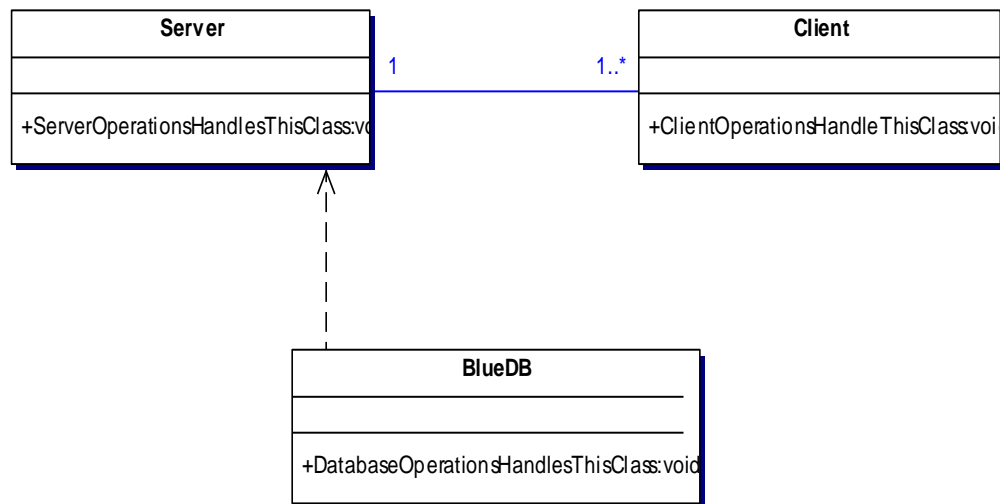 Server
Client
1
1..*
+ServerOperationsHandlesThisClass:vo
+ClientOperationsHandleThisClass:voi
BlueDB
+DatabaseOperationsHandlesThisClass:void